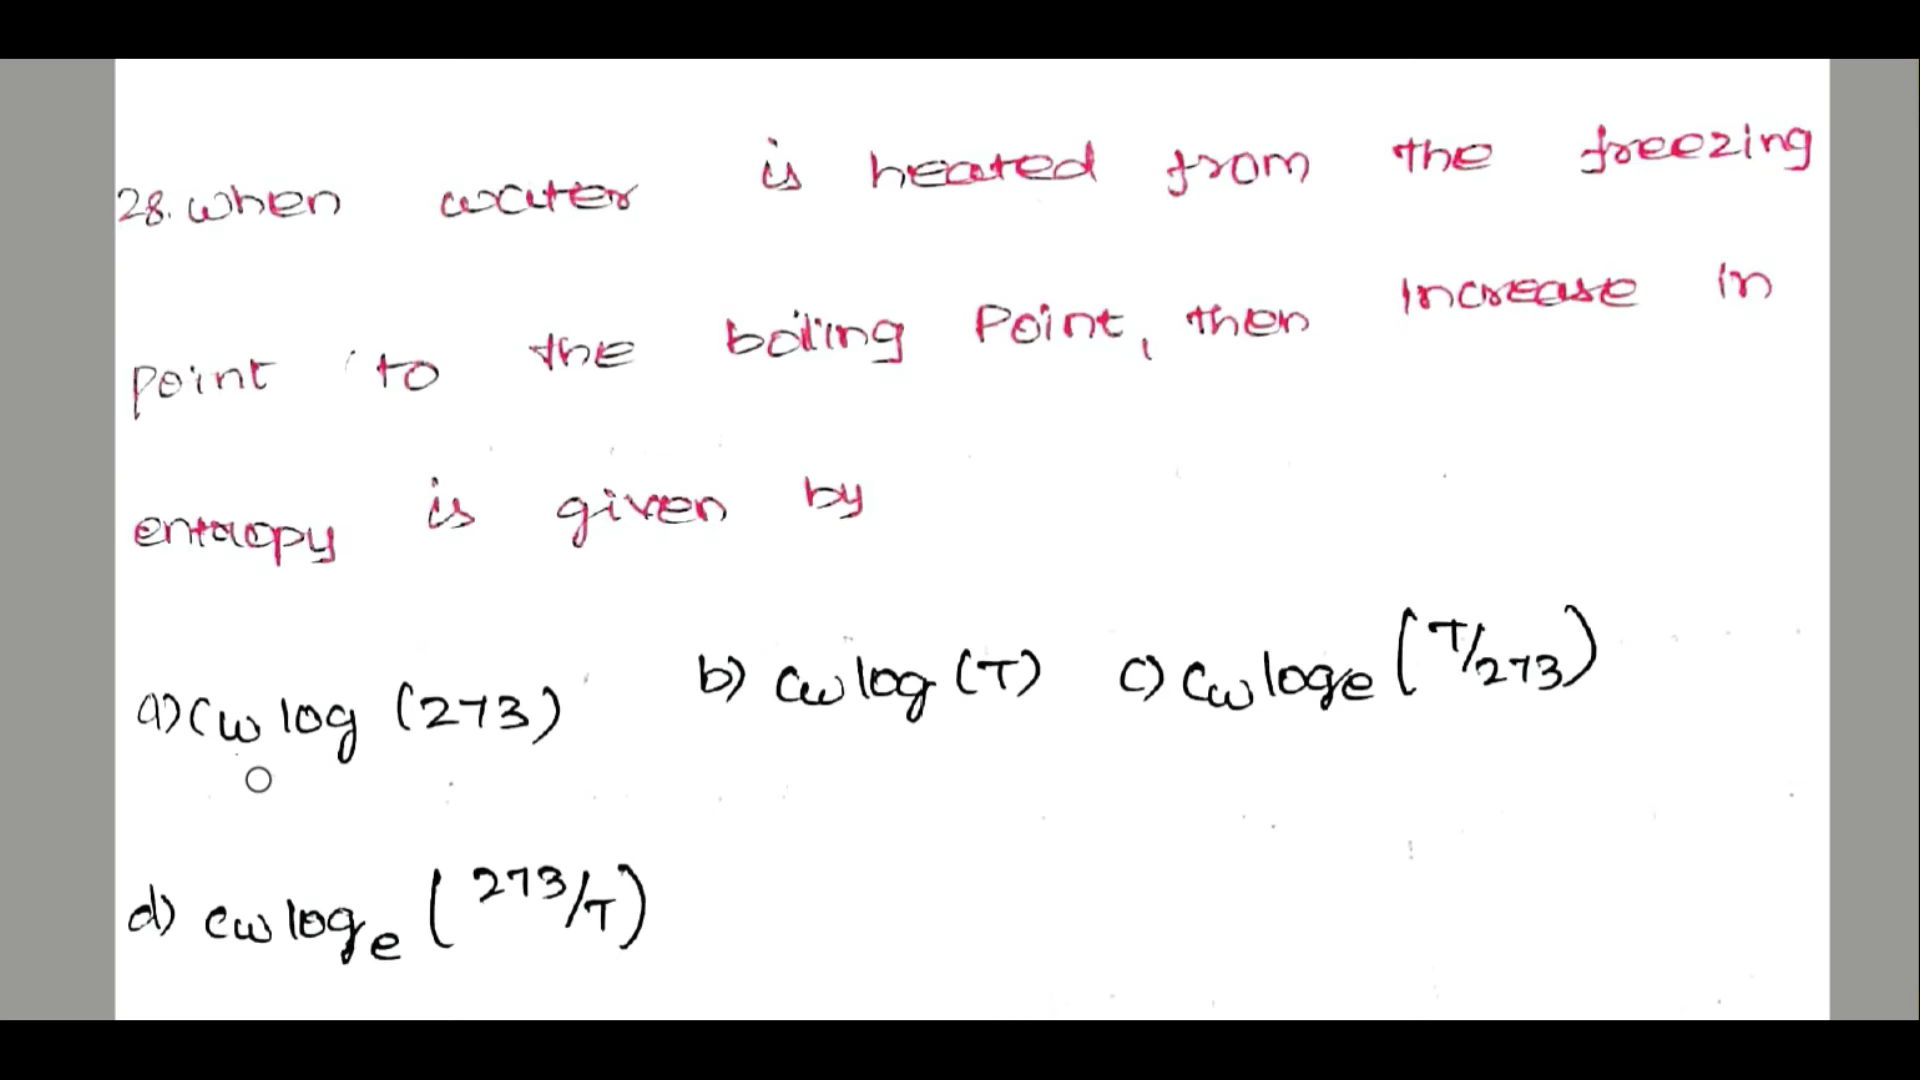 28. when water is heated from the freezing
point to the boiling Point, then increase in
entropy is given by
a) Cw log (273) b) Cw log (T) c) Cw loge (T/273)
d) Cw loge (273/T)